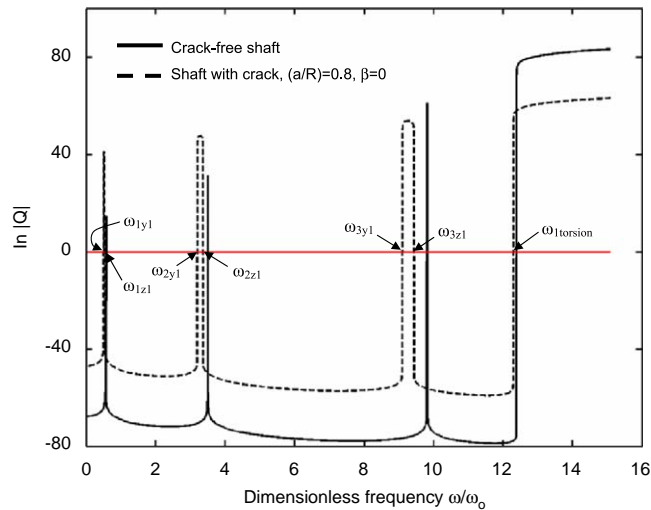 80
40
0
-40
-80
ln |Q|
Crack-free shaft
Shaft with crack, (a/R)=0.8, β=0
ω1y1
ω1z1
ω2y1
ω2z1
ω3y1
ω3z1
ω1torsion
0 2 4 6 8 10 12 14 16
Dimensionless frequency ω/ωo